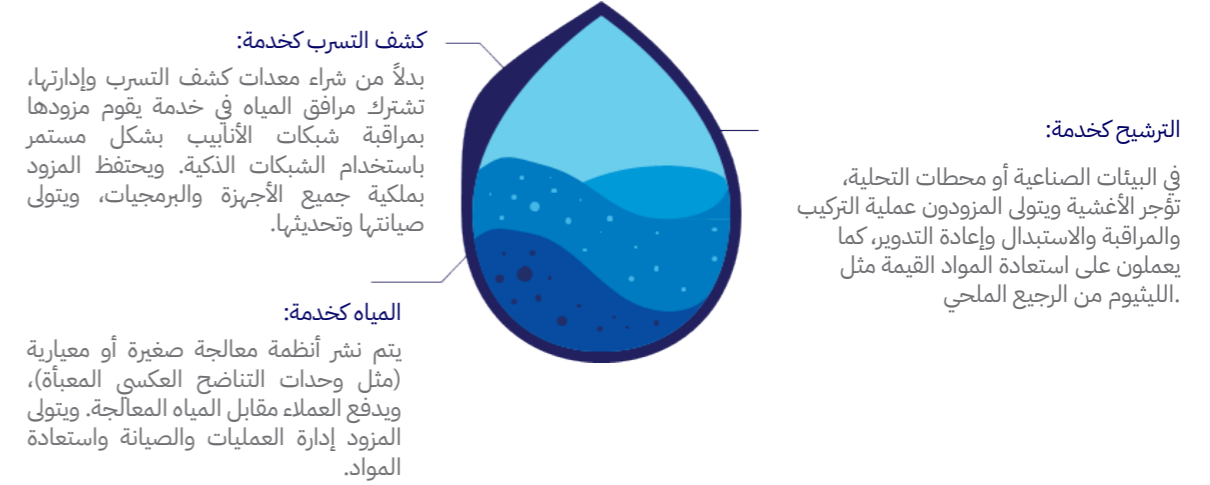 الترشيح كخدمة:
في البيئات الصناعية أو محطات التحلية،
تؤجر الأغشية ويتولى المزودون عملية التركيب
والمراقبة والاستبدال وإعادة التدوير، كما
يعملون على استعادة المواد القيمة مثل
.الليثيوم من الرجيع الملحي
كشف التسرب كخدمة:
بدلاً من شراء معدات كشف التسرب وإدارتها،
تشترك مرافق المياه في خدمة يقوم مزودها
بمراقبة شبكات الأنابيب بشكل مستمر
باستخدام الشبكات الذكية. ويحتفظ المزود
بملكية جميع الأجهزة والبرمجيات، ويتولى
صيانتها وتحديثها.
المياه كخدمة:
يتم نشر أنظمة معالجة صغيرة أو معيارية
(مثل وحدات التناضح العكسي المعبأة)،
ويدفع العملاء مقابل المياه المعالجة. ويتولى
المزود إدارة العمليات والصيانة واستعادة
المواد.